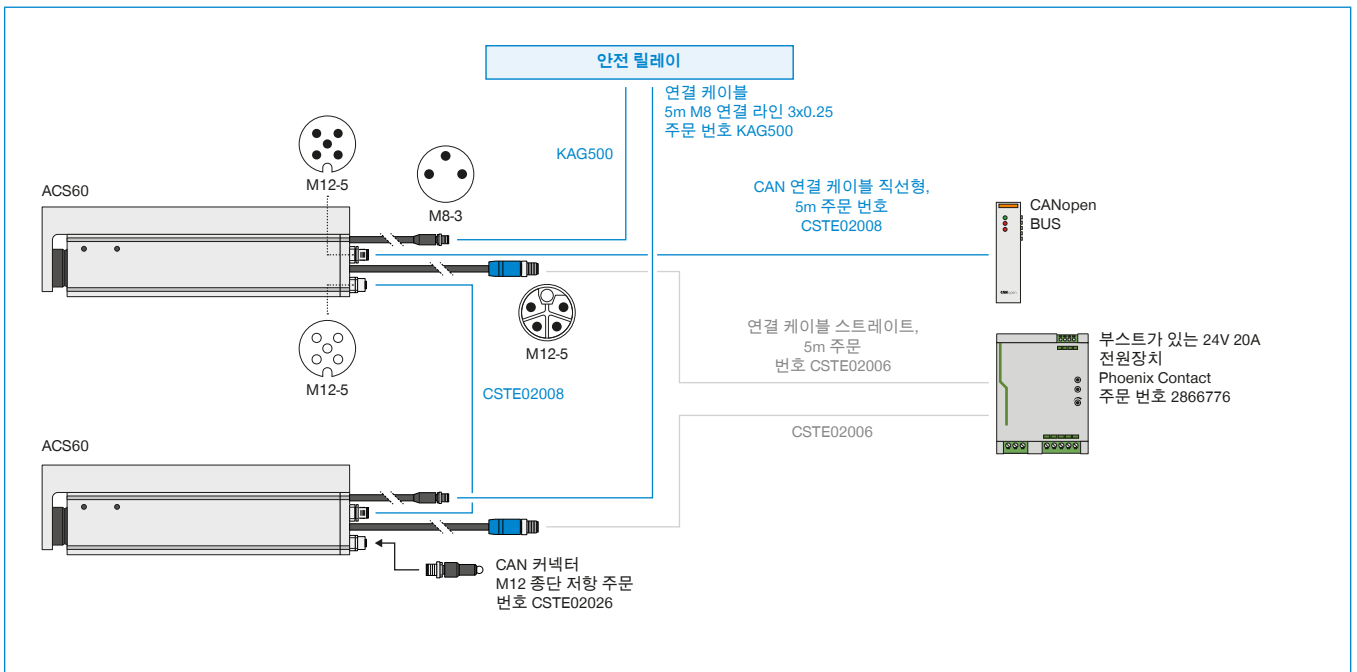 안전 릴레이
연결 케이블
5m M8 연결 라인 3x0.25
주문 번호 KAG500
KAG500
M12-5
M8-3
ACS60
CAN 연결 케이블 직선형,
5m 주문 번호
CSTE02008
CANopen
BUS
CANopen
M12-5
M12-5
연결 케이블 스트레이트,
5m 주문
번호 CSTE02006
부스트가 있는 24V 20A
전원장치
Phoenix Contact
주문 번호 2866776
CSTE02008
CSTE02006
ACS60
CAN 커넥터
M12 종단 저항 주문
번호 CSTE02026